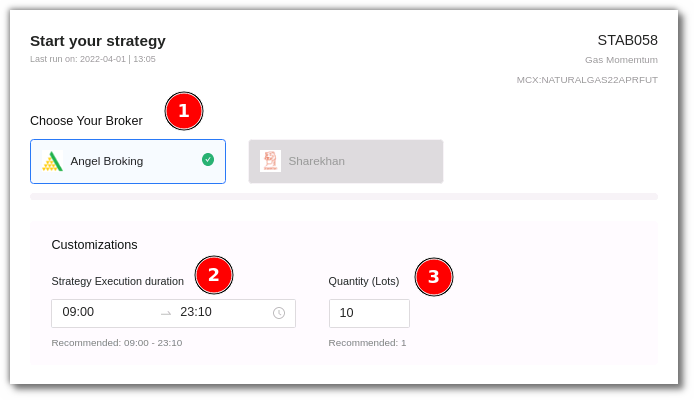 Start your strategy
STAB058
Last run on: 2022-04-01 | 13:05
Gas Momemtum
MCX:NATURALGAS22APRFUT
Choose Your Broker
1
Angel Broking
Sharekhan
Customizations
Strategy Execution duration
2
Quantity (Lots)
3
09:00 → 23:10
10
Recommended: 09:00 - 23:10
Recommended: 1